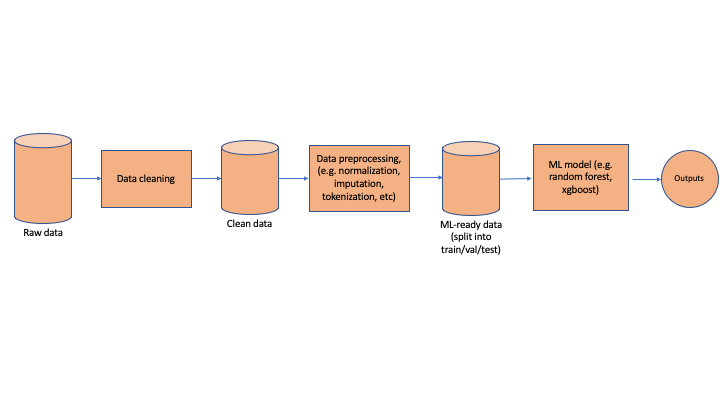 Raw data
Data cleaning
Clean data
Data preprocessing,
(e.g. normalization,
imputation,
tokenization, etc)
ML-ready data
(split into
train/val/test)
ML model (e.g.
random forest,
xgboost)
Outputs